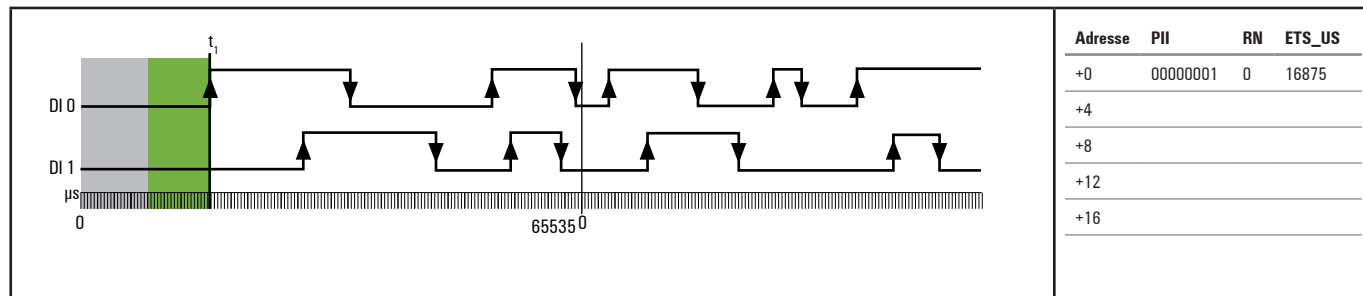 t1
DI 0
DI 1
µs
0
65535 0
Adresse PII RN ETS_US
+0 00000001 0 16875
+4
+8
+12
+16